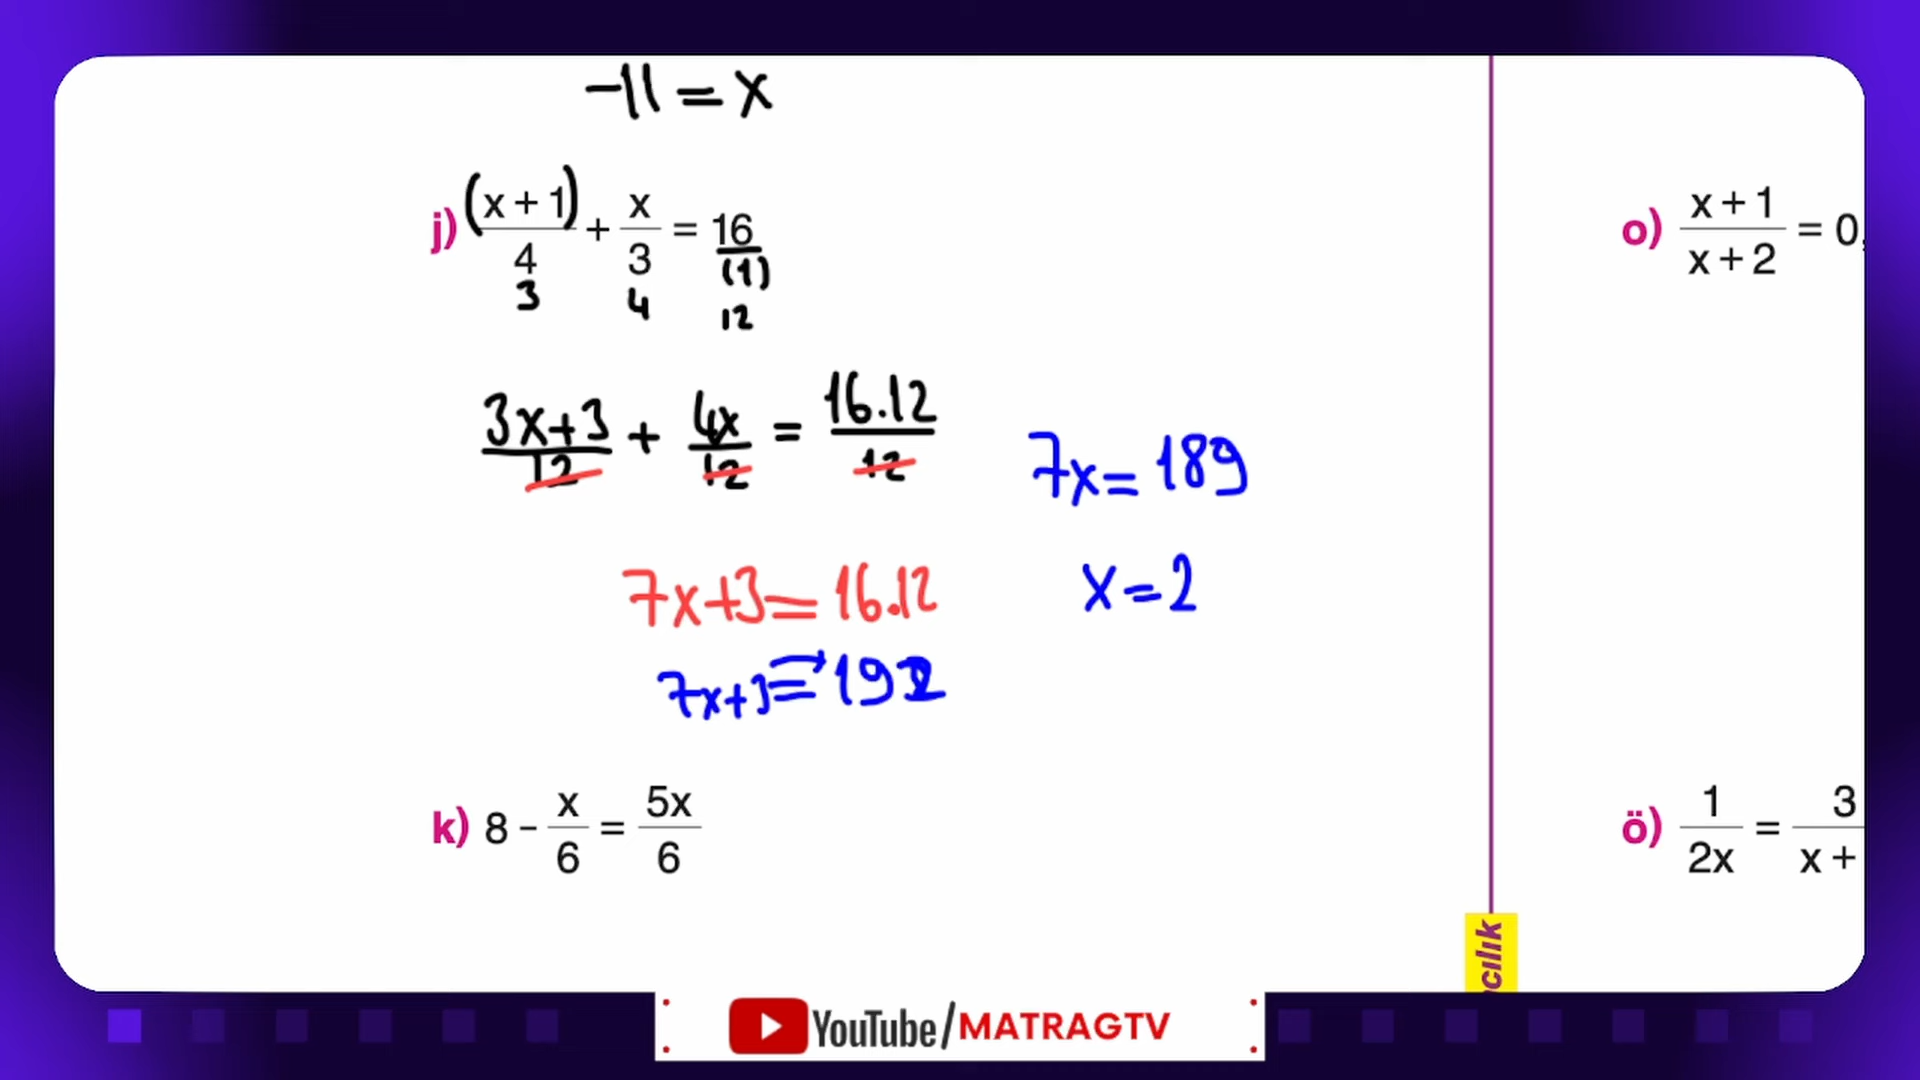 -11 = x
j) (x + 1)/4 + x/3 = 16/(1)
3 4 12
(3x+3)/12 + 4x/12 = 16.12/12
7x+3 = 16.12
7x+3 = 192
7x = 189
x = 2
k) 8 - x/6 = 5x/6
o) (x + 1)/(x + 2) = 0,
ö) 1/2x = 3/x +
cılık
YouTube/MATRAGTV